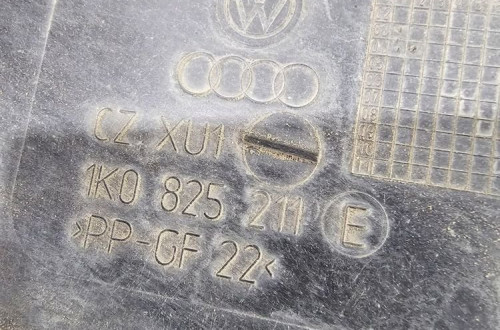 CZ XU1
1K0 825 211 E
>PP-GF 22<